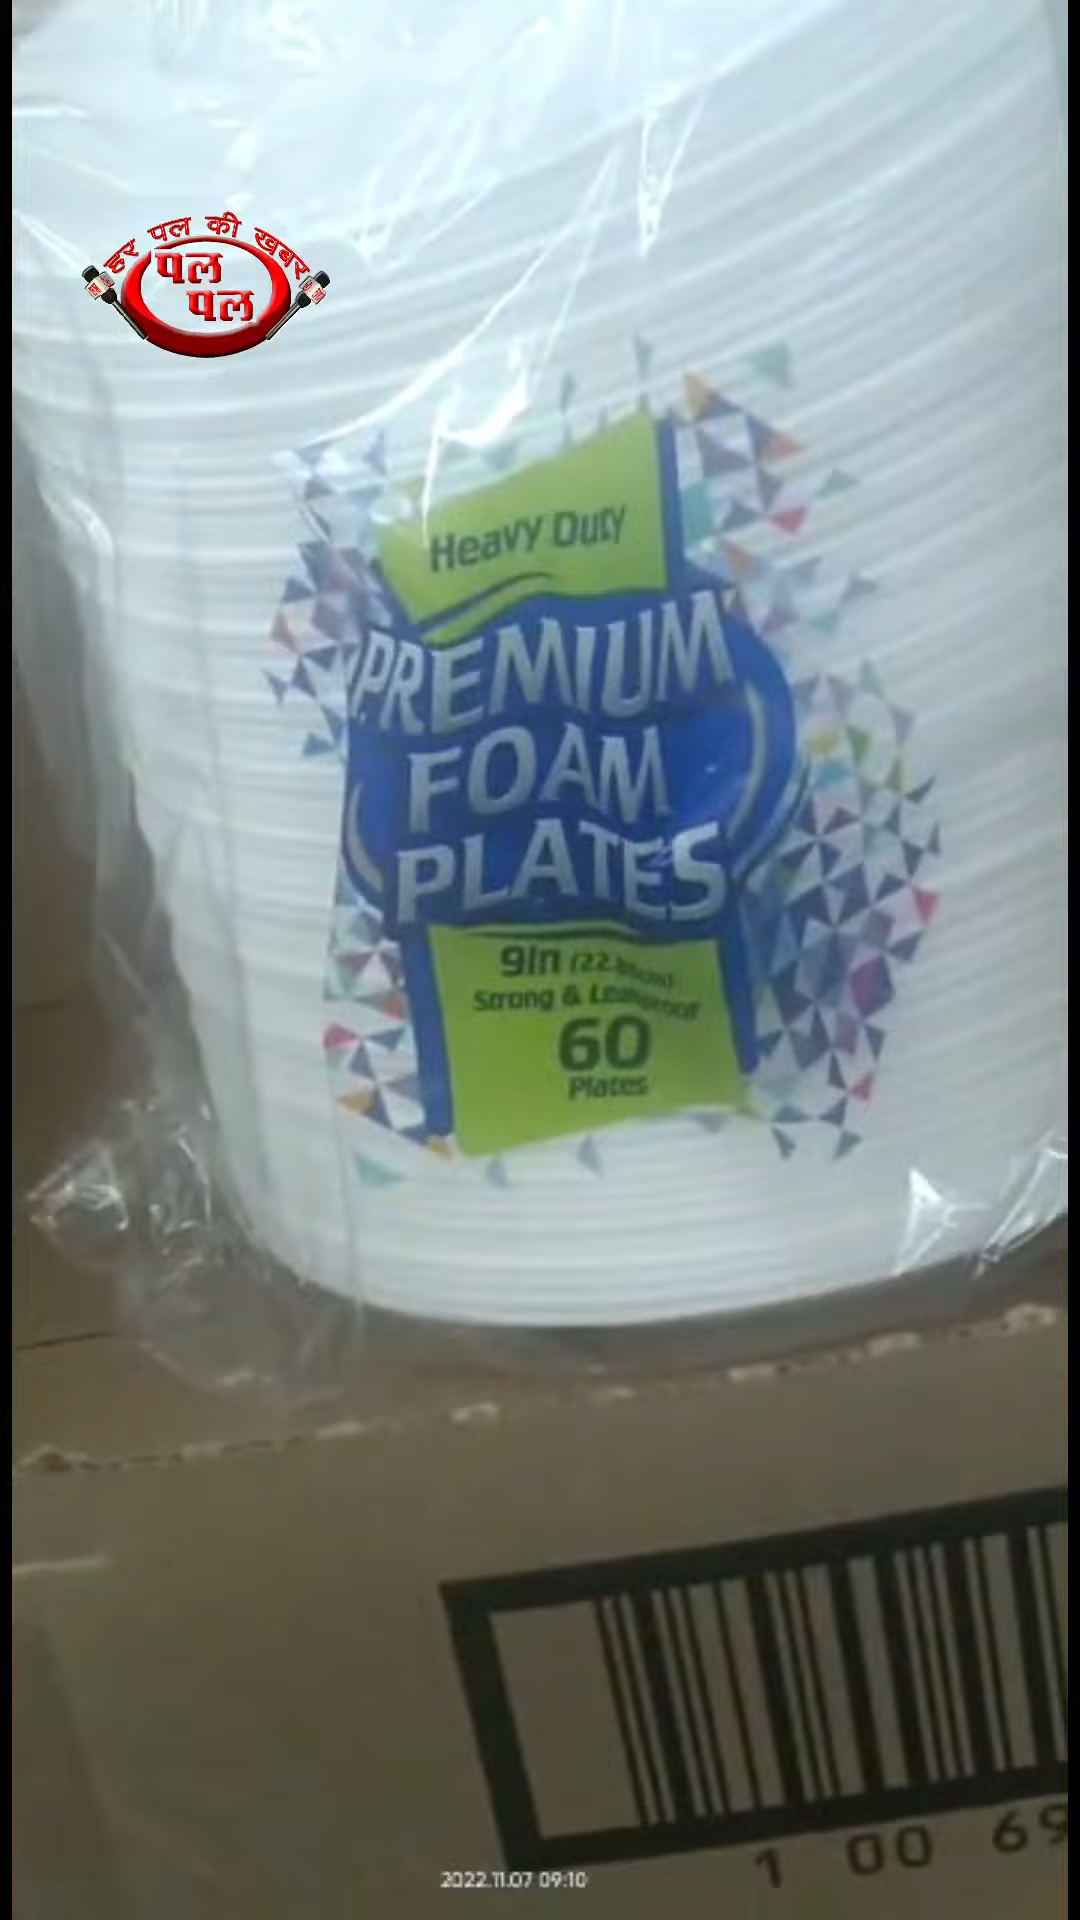 हर पल की खबर
पल
पल
Heavy Duty
PREMIUM
FOAM
PLATES
9in
Strong & Leakproof
60
Plates
1 00 69
2022.11.07 09:10